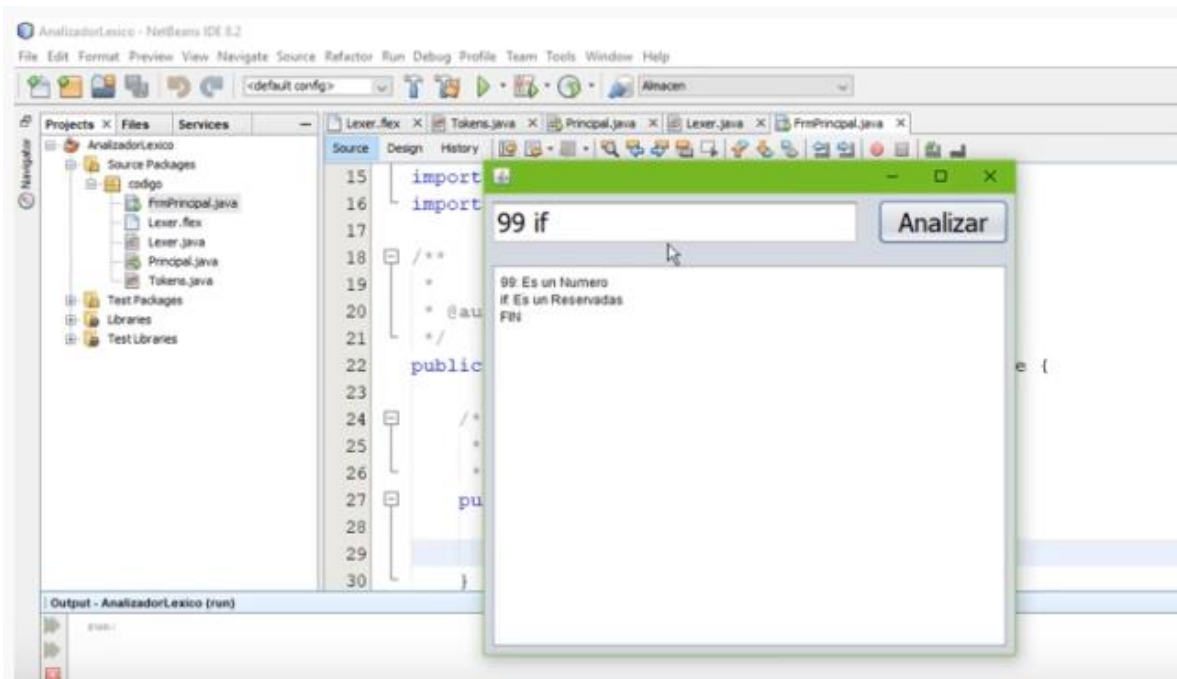 AnalizadorLexico - NetBeans IDE 8.2
File Edit Format Preview View Navigate Source Refactor Run Debug Profile Team Tools Window Help
<default config>
Almacen
Projects Files Services
Lexer.flex Tokens.java Principal.java Lexer.java FrmPrincipal.java
Navigator
Source Design History
AnalizadorLexico
Source Packages
codigo
FrmPrincipal.java
Lexer.flex
Lexer.java
Principal.java
Tokens.java
Test Packages
Libraries
Test Libraries
15 import
16 import
17
18 /**
19 *
20 * @au
21 */
22 public e {
23
24 /*
25 *
26 *
27 pu
28
29
30 }
99 if
Analizar
99: Es un Numero
if: Es un Reservadas
FIN
Output - AnalizadorLexico (run)
run: